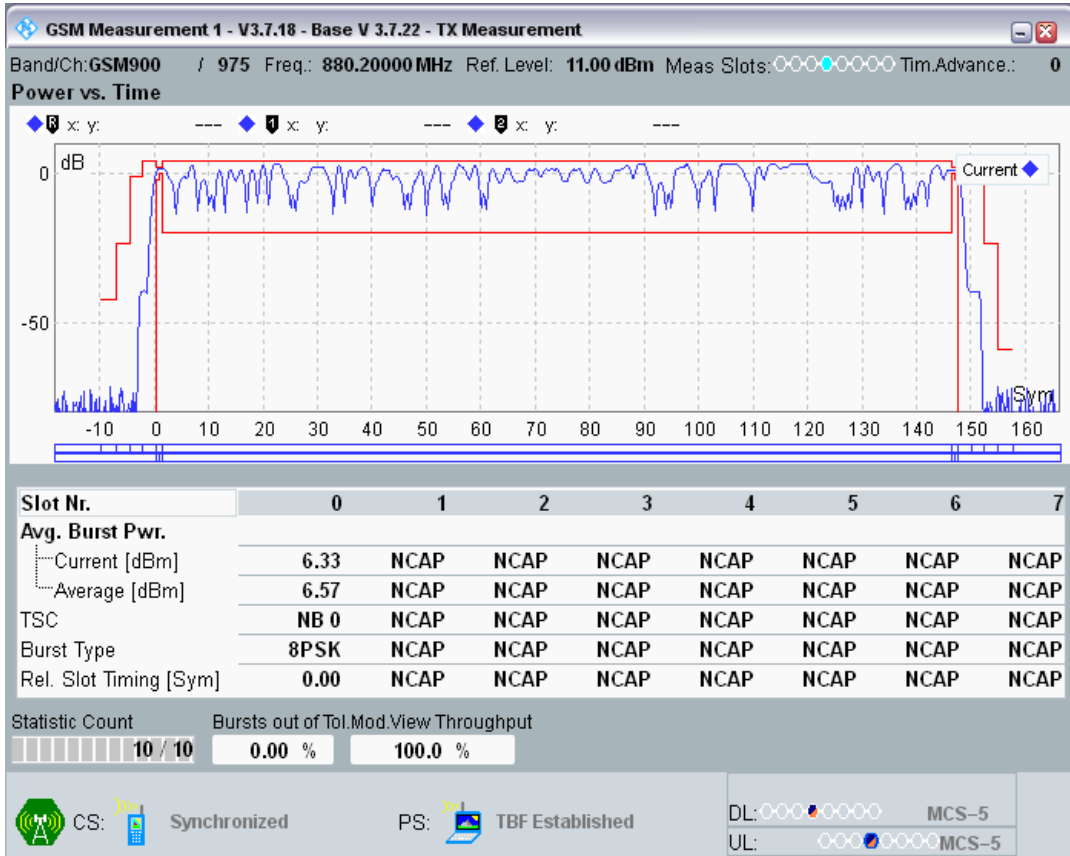 GSM Measurement 1 - V3.7.18 - Base V 3.7.22 - TX Measurement
Band/Ch:GSM900 / 975 Freq.: 880.20000 MHz Ref. Level: 11.00 dBm Meas Slots: Tim.Advance.: 0
Power vs. Time
R x: y: --- 1 x: y: --- 2 x: y: ---
dB
Current
0
-50
Sym
-10 0 10 20 30 40 50 60 70 80 90 100 110 120 130 140 150 160
Slot Nr. 0 1 2 3 4 5 6 7
Avg. Burst Pwr.
Current [dBm] 6.33 NCAP NCAP NCAP NCAP NCAP NCAP NCAP
Average [dBm] 6.57 NCAP NCAP NCAP NCAP NCAP NCAP NCAP
TSC NB 0 NCAP NCAP NCAP NCAP NCAP NCAP NCAP
Burst Type 8PSK NCAP NCAP NCAP NCAP NCAP NCAP NCAP
Rel. Slot Timing [Sym] 0.00 NCAP NCAP NCAP NCAP NCAP NCAP NCAP
Statistic Count Bursts out of Tol.Mod.View Throughput
10 / 10 0.00 % 100.0 %
CS: Synchronized PS: TBF Established
DL: MCS-5
UL: MCS-5